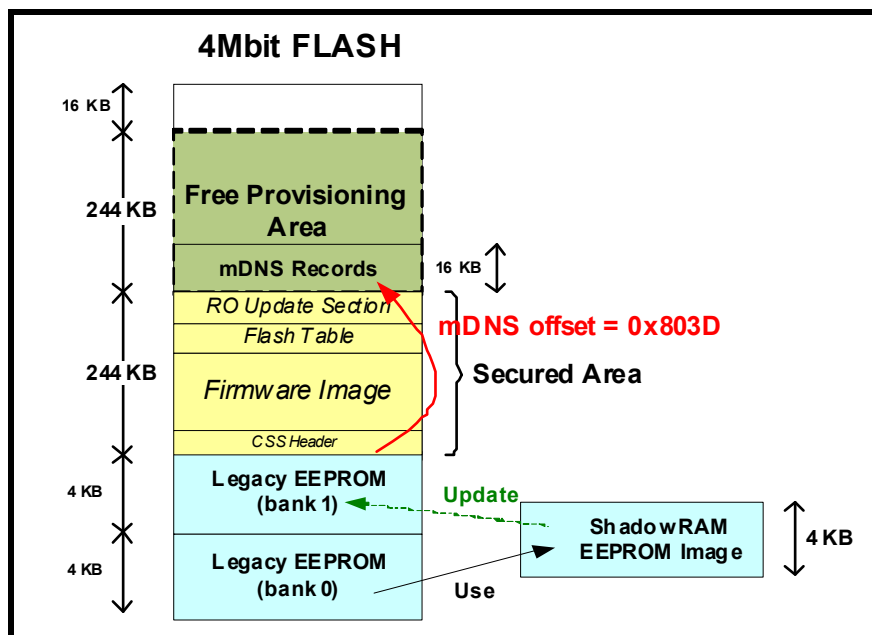 4Mbit FLASH
16 KB
244 KB
Free Provisioning
Area
mDNS Records
16 KB
RO Update Section
mDNS offset = 0x803D
Flash Table
244 KB
Firmware Image
Secured Area
CSS Header
4 KB
Legacy EEPROM
(bank 1)
Update
ShadowRAM
EEPROM Image
4 KB
4 KB
Legacy EEPROM
(bank 0)
Use